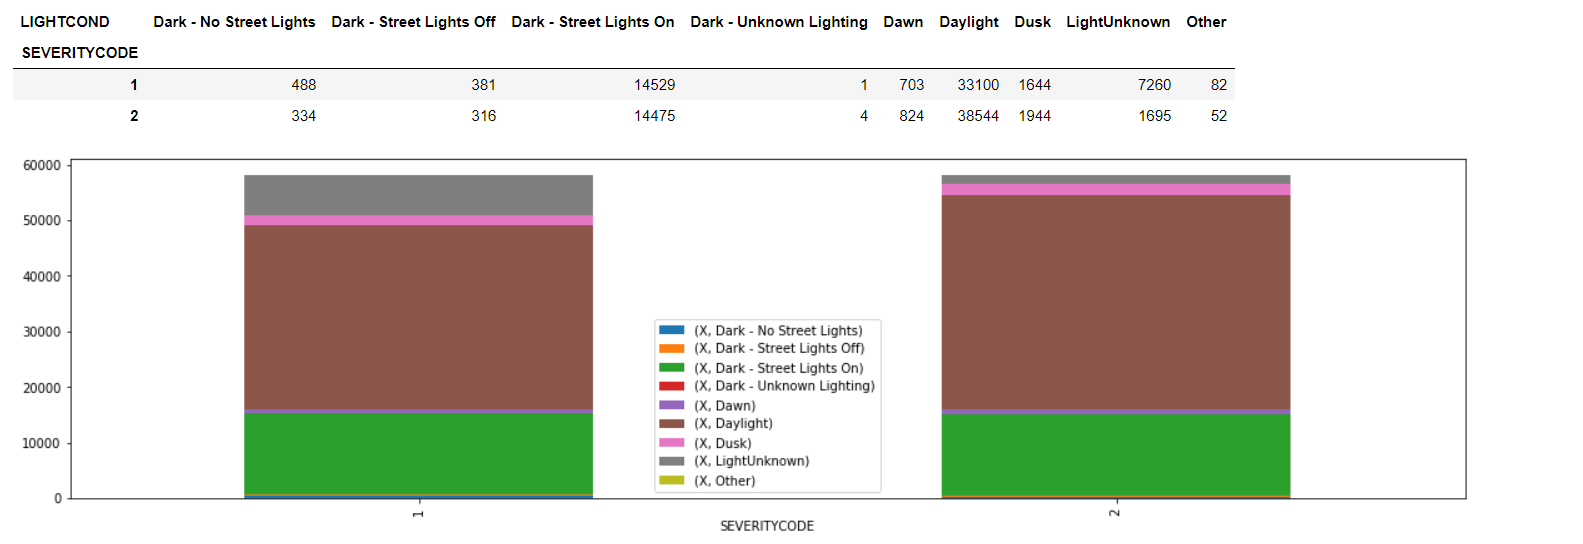 LIGHTCOND Dark - No Street Lights Dark - Street Lights Off Dark - Street Lights On Dark - Unknown Lighting Dawn Daylight Dusk LightUnknown Other
SEVERITYCODE
1 488 381 14529 1 703 33100 1644 7260 82
2 334 316 14475 4 824 38544 1944 1695 52
60000
50000
40000
30000
20000
10000
0
(X, Dark - No Street Lights)
(X, Dark - Street Lights Off)
(X, Dark - Street Lights On)
(X, Dark - Unknown Lighting)
(X, Dawn)
(X, Daylight)
(X, Dusk)
(X, LightUnknown)
(X, Other)
1
2
SEVERITYCODE